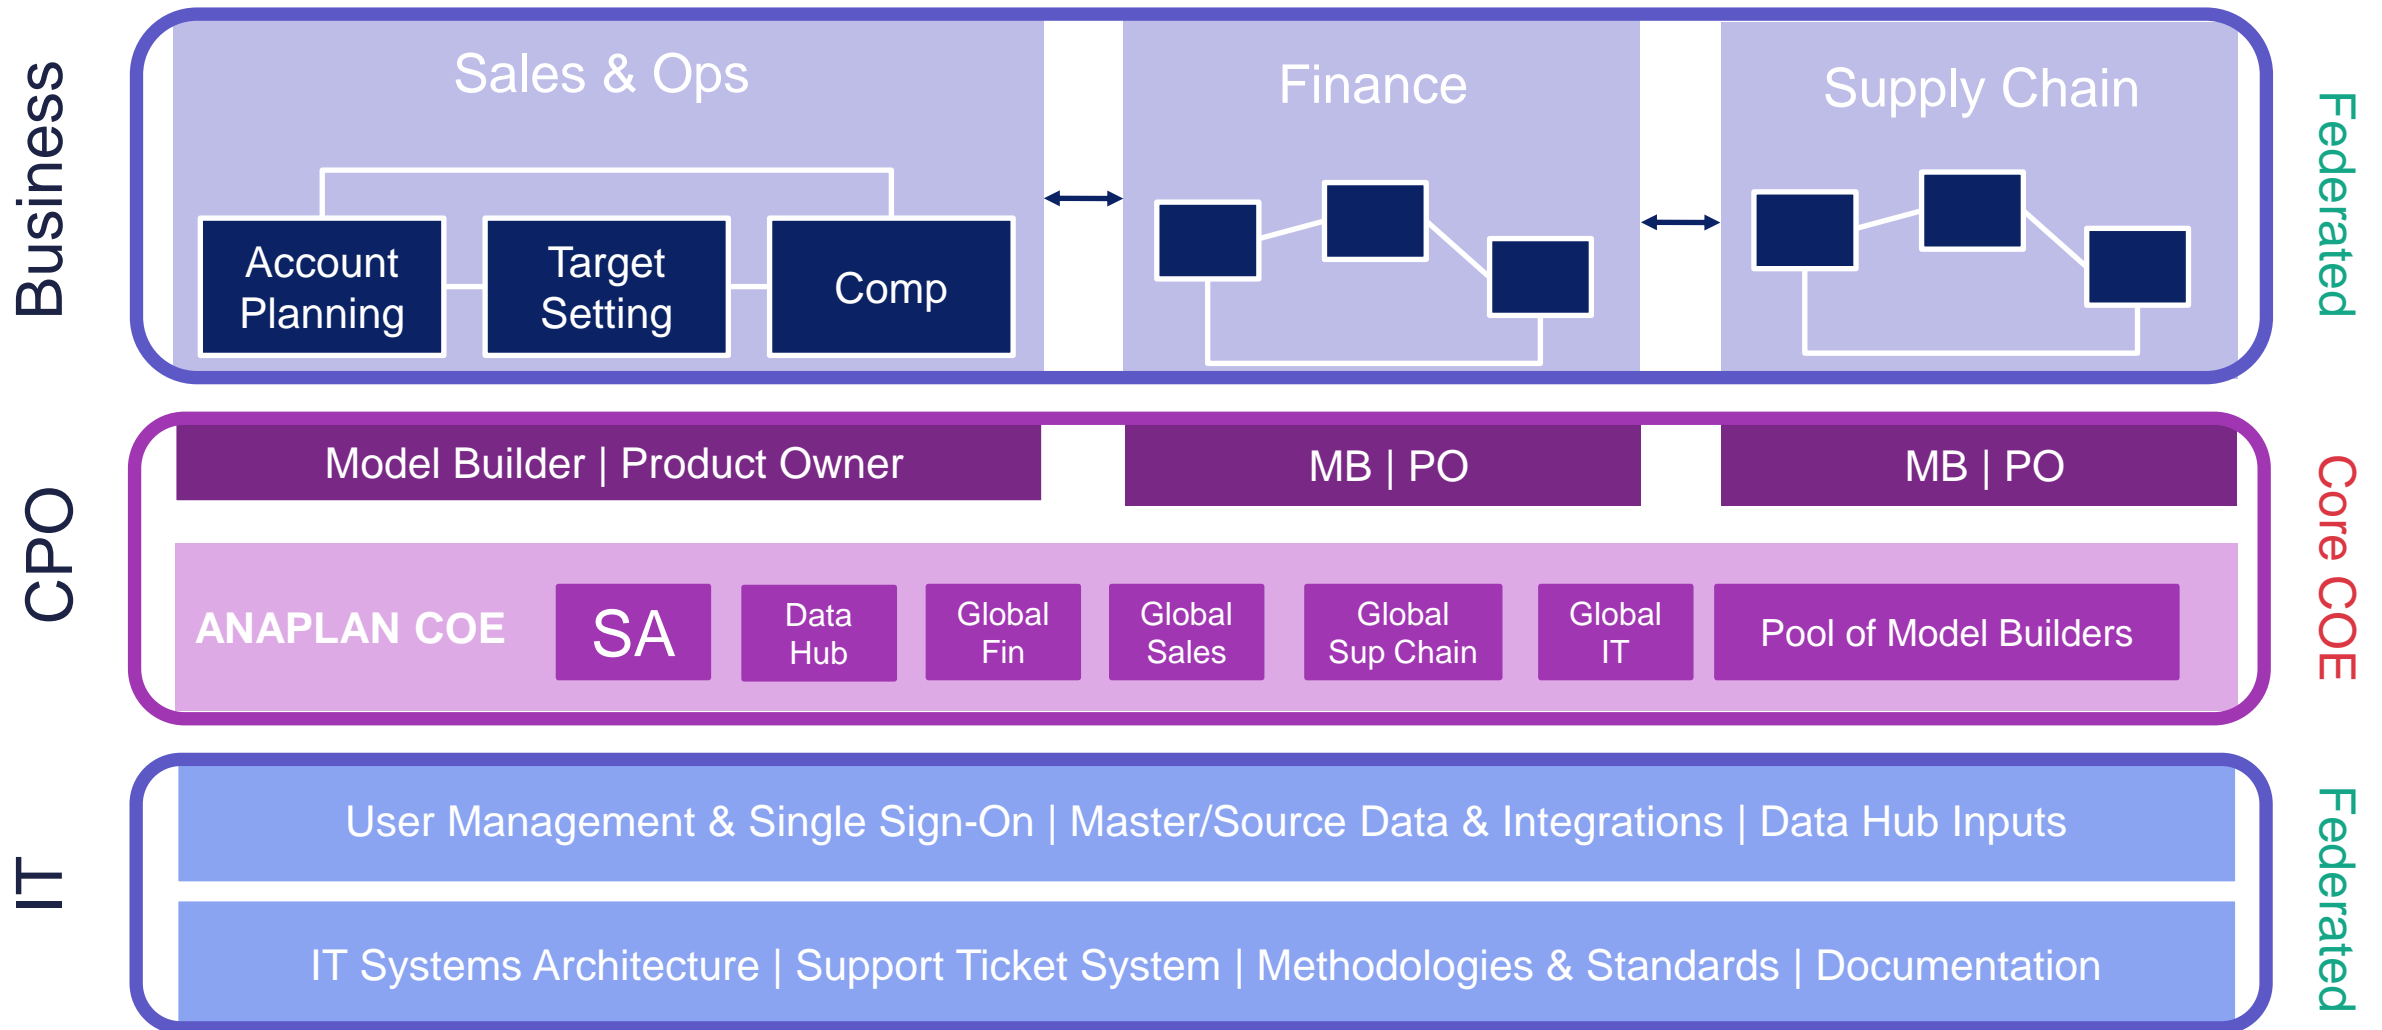 Business
Sales & Ops
Finance
Supply Chain
Federated
Account
Planning
Target
Setting
Comp
CPO
Model Builder | Product Owner
MB | PO
MB | PO
Core COE
ANAPLAN COE
SA
Data
Hub
Global
Fin
Global
Sales
Global
Sup Chain
Global
IT
Pool of Model Builders
IT
User Management & Single Sign-On | Master/Source Data & Integrations | Data Hub Inputs
Federated
IT Systems Architecture | Support Ticket System | Methodologies & Standards | Documentation